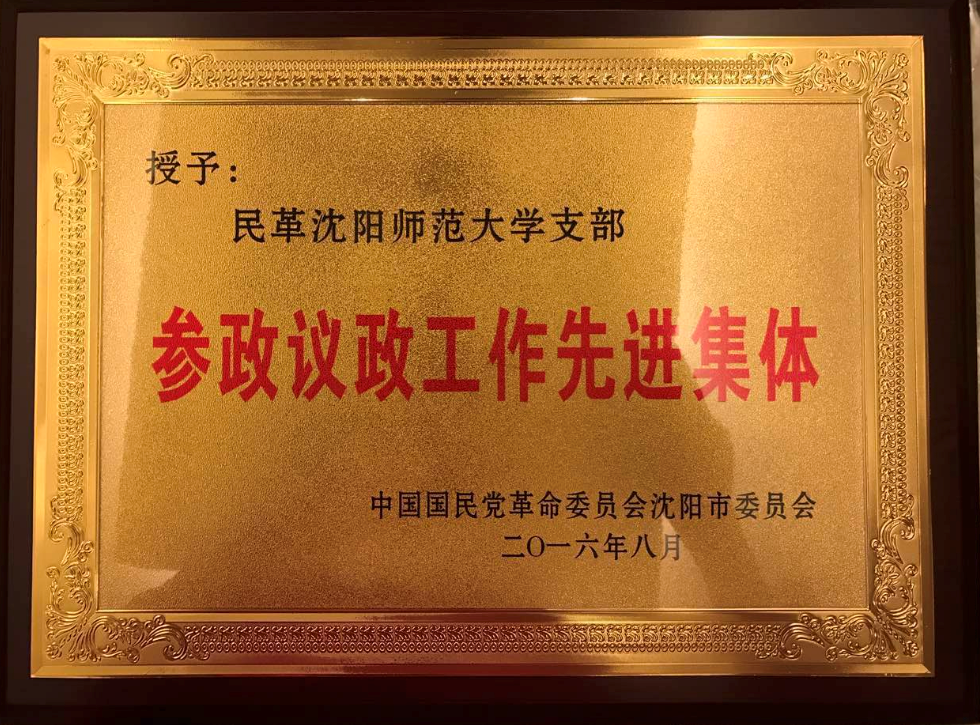 授予：
民革沈阳师范大学支部
参政议政工作先进集体
中国国民党革命委员会沈阳市委员会
二O一六年八月